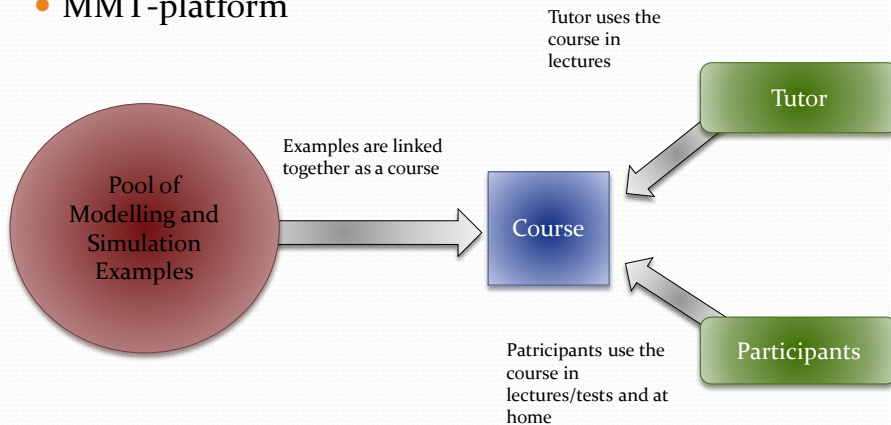 • MMT-platform
Tutor uses the
course in
lectures
Tutor
Examples are linked
together as a course
Pool of
Modelling and
Simulation
Examples
Course
Patricipants use the
course in
lectures/tests and at
home
Participants